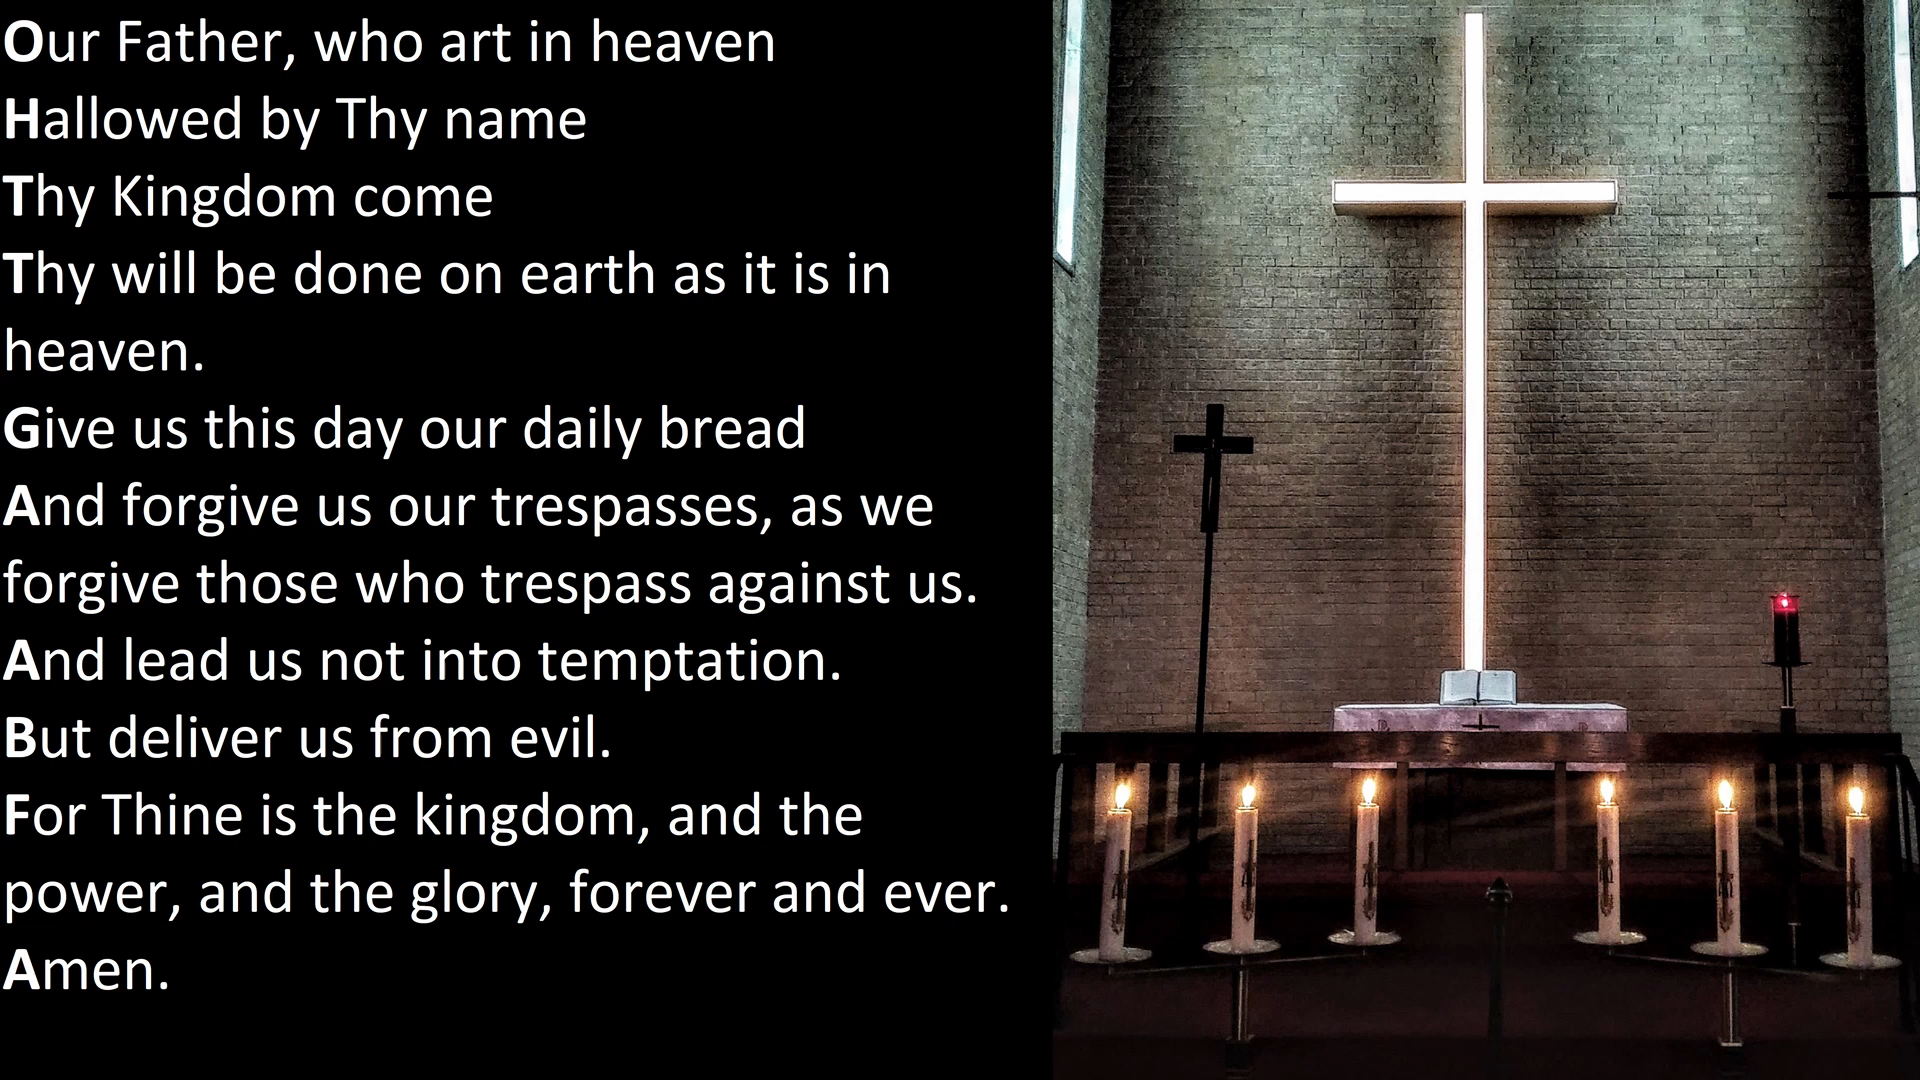 Our Father, who art in heaven
Hallowed by Thy name
Thy Kingdom come
Thy will be done on earth as it is in
heaven.
Give us this day our daily bread
And forgive us our trespasses, as we
forgive those who trespass against us.
And lead us not into temptation.
But deliver us from evil.
For Thine is the kingdom, and the
power, and the glory, forever and ever.
Amen.